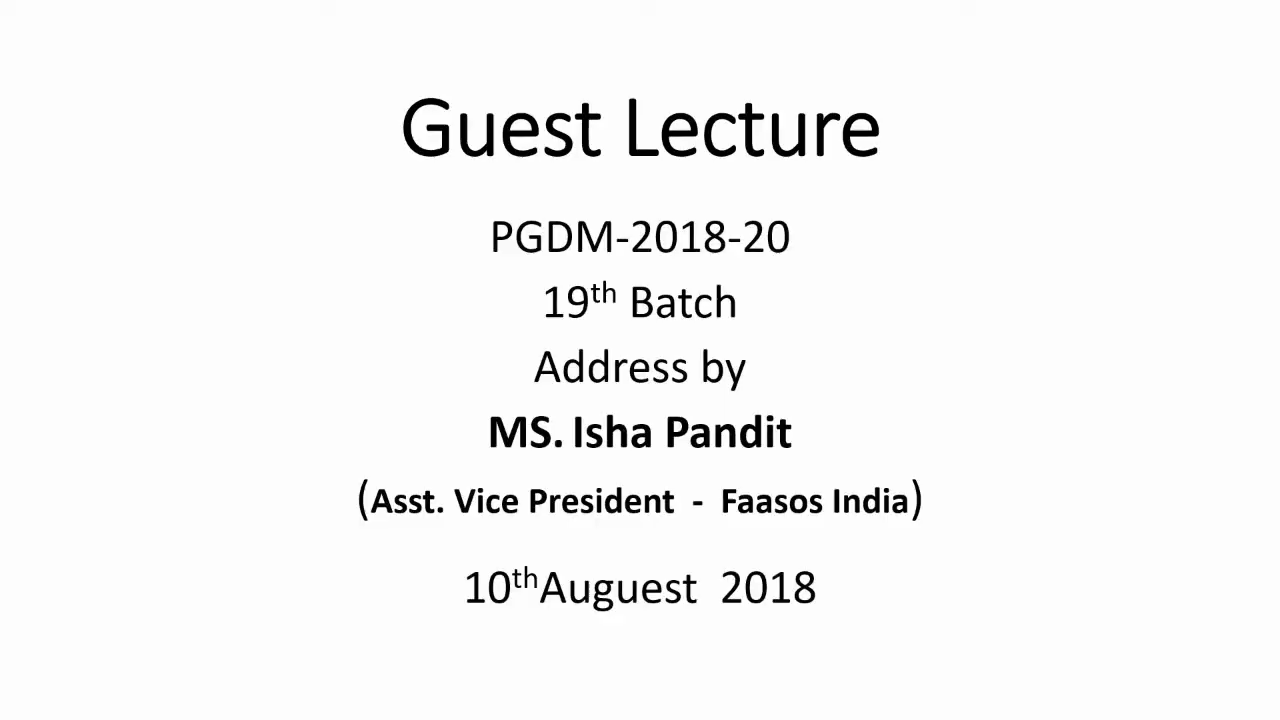 Guest Lecture
PGDM-2018-20
19th Batch
Address by
MS. Isha Pandit
(Asst. Vice President - Faasos India)
10thAuguest 2018